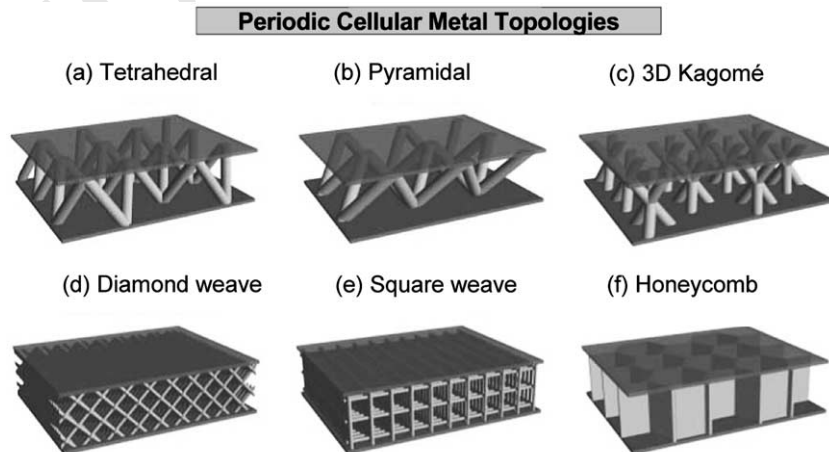 Periodic Cellular Metal Topologies
(a) Tetrahedral
(b) Pyramidal
(c) 3D Kagomé
(d) Diamond weave
(e) Square weave
(f) Honeycomb